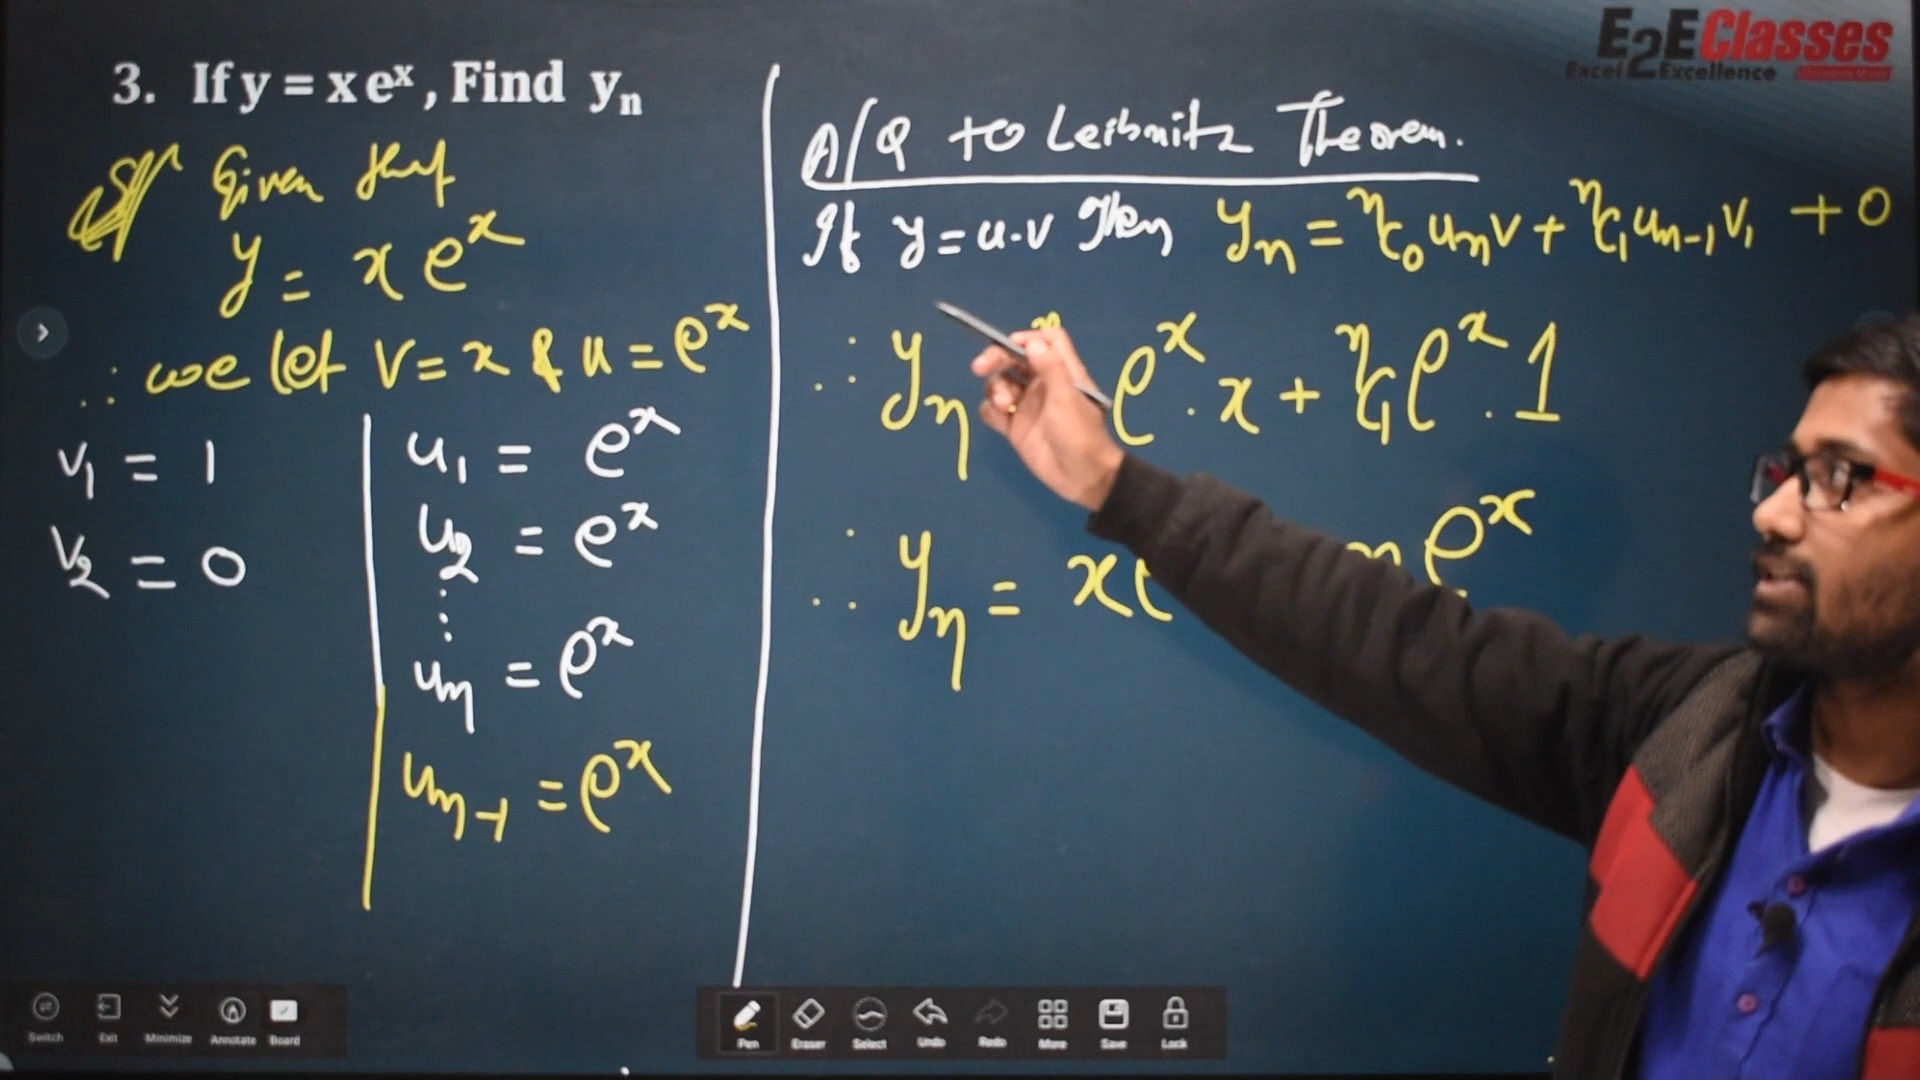 3. If y = x eˣ, Find yₙ
Given that
y = x eˣ
∴ we let v = x & u = eˣ
v₁ = 1
v₂ = 0
u₁ = eˣ
u₂ = eˣ
⋮
uₙ = eˣ
uₙ₋₁ = eˣ
A/Q to Leibnitz Theorem.
If y = u·v Then yₙ = ⁿc₀ uₙ v + ⁿc₁ uₙ₋₁ v₁ + 0
∴ yₙ eˣ · x + ⁿc₁ eˣ · 1
∴ yₙ = x n eˣ
E2E Classes
Excel 2 Excellence
Switch Exit Minimize Annotate Board
Pen Eraser Select Undo Redo More Save Lock